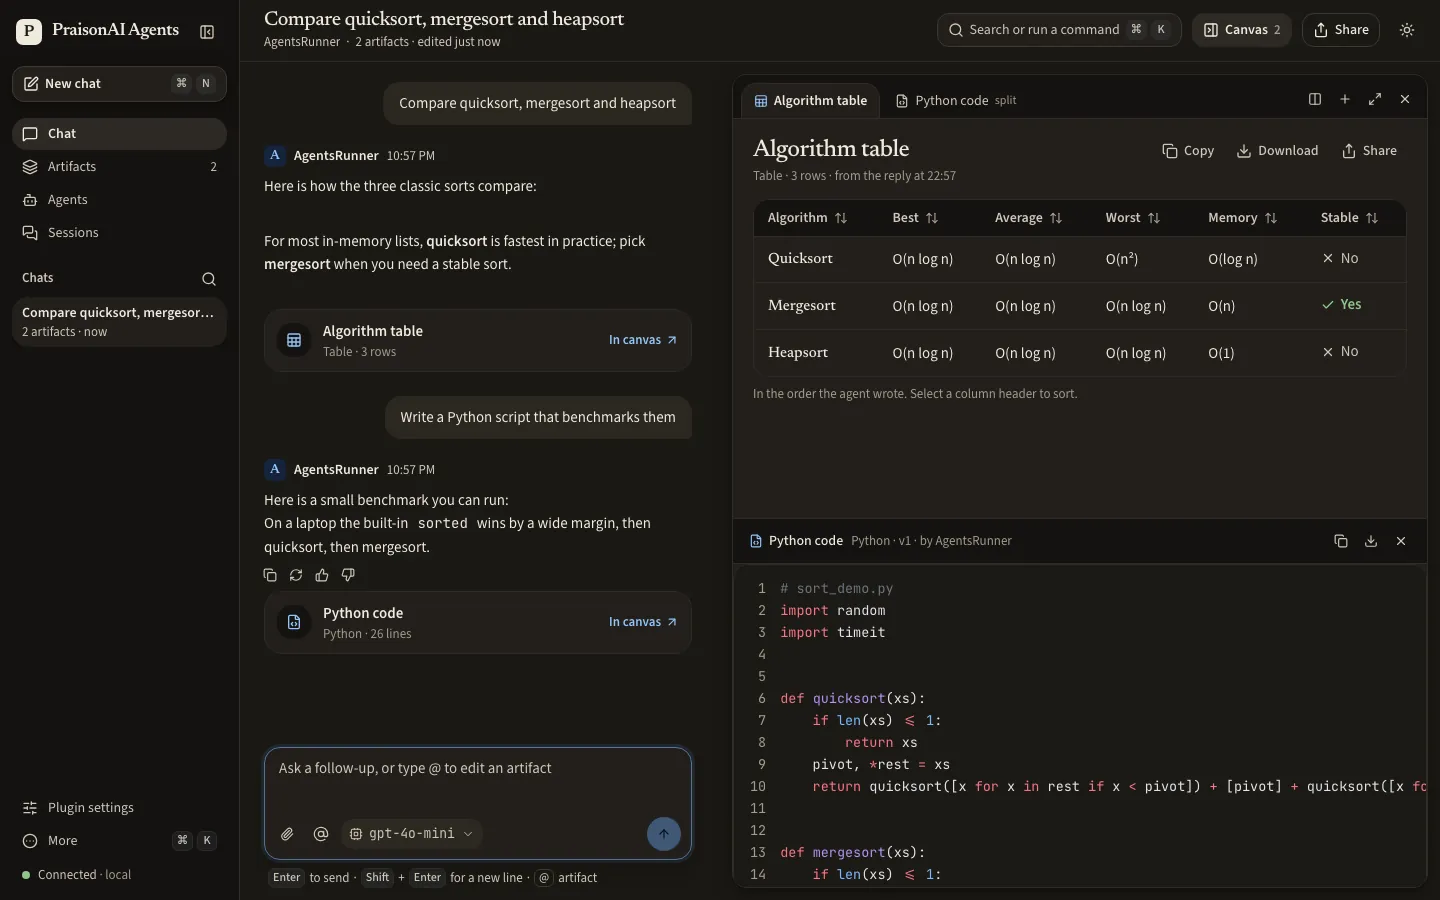 P PraisonAI Agents
New chat ⌘ N
Chat
Artifacts 2
Agents
Sessions
Chats
Compare quicksort, mergesor…
2 artifacts · now
Plugin settings
More ⌘ K
Connected · local
Compare quicksort, mergesort and heapsort
AgentsRunner · 2 artifacts · edited just now
Search or run a command ⌘ K
Canvas 2
Share
Compare quicksort, mergesort and heapsort
A AgentsRunner 10:57 PM
Here is how the three classic sorts compare:
For most in-memory lists, quicksort is fastest in practice; pick
mergesort when you need a stable sort.
Algorithm table
Table · 3 rows
In canvas ↗
Write a Python script that benchmarks them
A AgentsRunner 10:57 PM
Here is a small benchmark you can run:
On a laptop the built-in sorted wins by a wide margin, then
quicksort, then mergesort.
Python code
Python · 26 lines
In canvas ↗
Ask a follow-up, or type @ to edit an artifact
@ gpt-4o-mini
Enter to send · Shift + Enter for a new line · @ artifact
Algorithm table
Python code split
Algorithm table
Copy Download Share
Table · 3 rows · from the reply at 22:57
Algorithm Best Average Worst Memory Stable
Quicksort O(n log n) O(n log n) O(n²) O(log n) No
Mergesort O(n log n) O(n log n) O(n log n) O(n) Yes
Heapsort O(n log n) O(n log n) O(n log n) O(1) No
In the order the agent wrote. Select a column header to sort.
Python code Python · v1 · by AgentsRunner
1 # sort_demo.py
2 import random
3 import timeit
4
5
6 def quicksort(xs):
7 if len(xs) <= 1:
8 return xs
9 pivot, *rest = xs
10 return quicksort([x for x in rest if x < pivot]) + [pivot] + quicksort([x fo
11
12
13 def mergesort(xs):
14 if len(xs) <= 1: